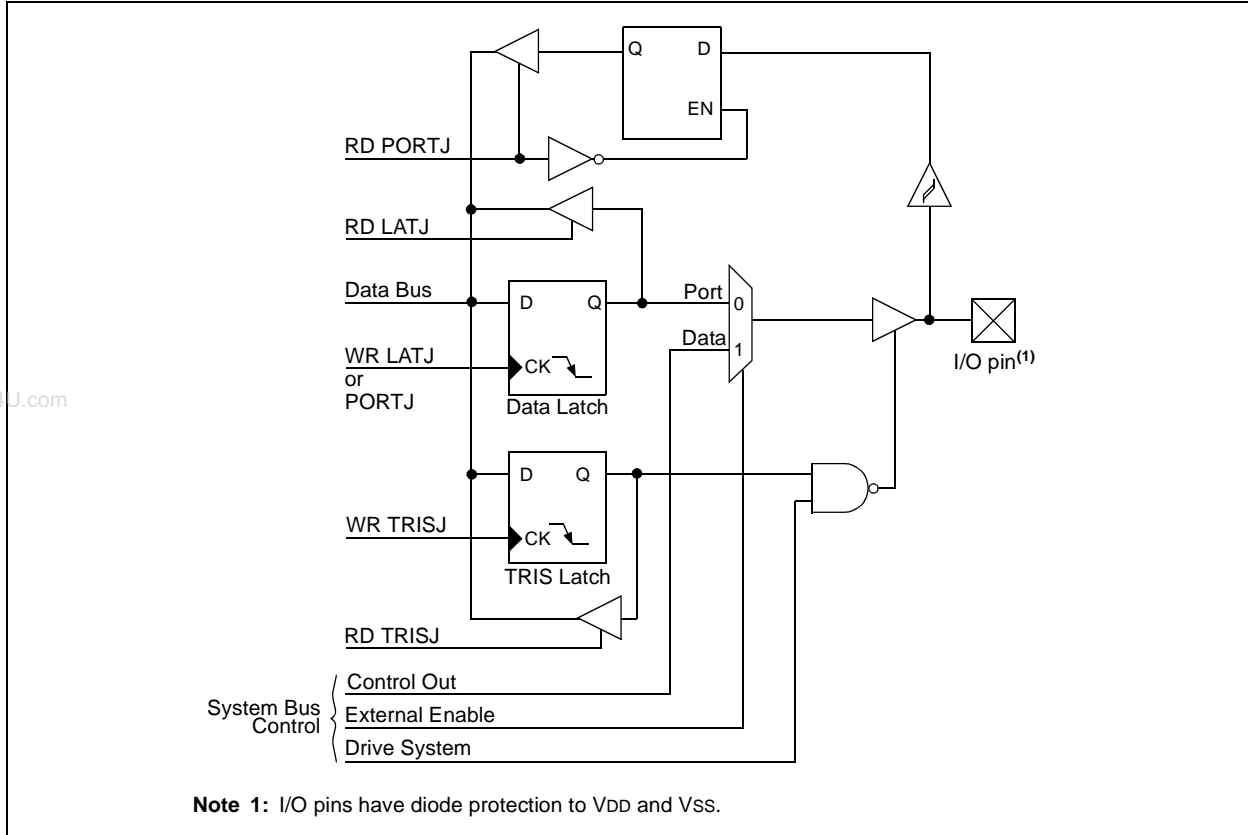 Q D
EN
RD PORTJ
RD LATJ
Data Bus
D Q
Port
0
Data
1
WR LATJ
or
PORTJ
CK
Data Latch
I/O pin(1)
4U.com
D Q
WR TRISJ
CK
TRIS Latch
RD TRISJ
System Bus
Control
Control Out
External Enable
Drive System
Note 1: I/O pins have diode protection to VDD and VSS.